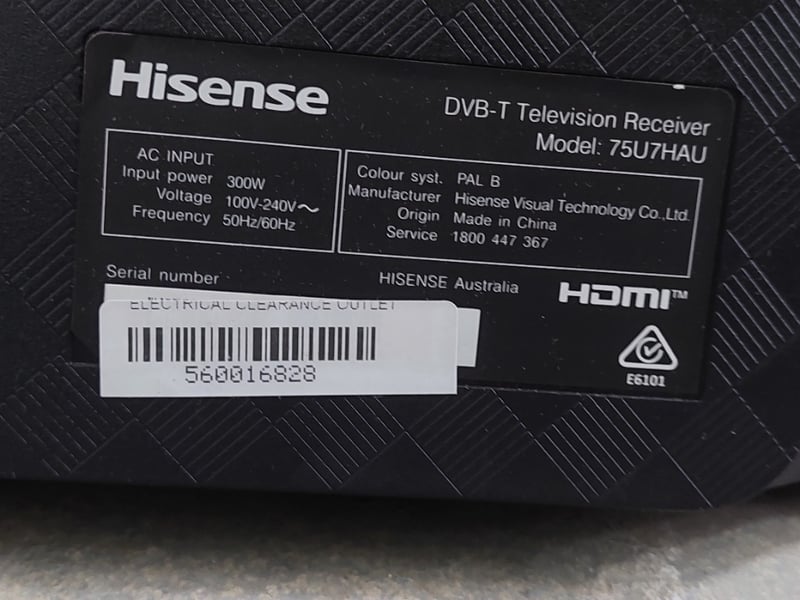 Hisense
DVB-T Television Receiver
Model: 75U7HAU
AC INPUT
Input power 300W
Voltage 100V-240V～
Frequency 50Hz/60Hz
Colour syst. PAL B
Manufacturer Hisense Visual Technology Co.,Ltd.
Origin Made in China
Service 1800 447 367
Serial number
HISENSE Australia
HDMI™
ELECTRICAL CLEARANCE OUTLET
560016828
E6101